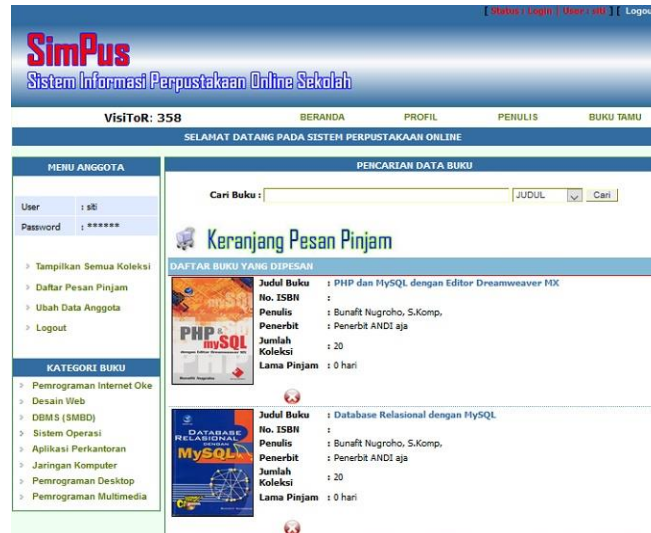 [ Status : Login | User : siti ] [ Logou
SimPus
Sistem Informasi Perpustakaan Online Sekolah
VisiToR: 358
BERANDA PROFIL PENULIS BUKU TAMU
SELAMAT DATANG PADA SISTEM PERPUSTAKAAN ONLINE
MENU ANGGOTA
User : siti
Password : ******
Tampilkan Semua Koleksi
Daftar Pesan Pinjam
Ubah Data Anggota
Logout
KATEGORI BUKU
Pemrograman Internet Oke
Desain Web
DBMS (SMBD)
Sistem Operasi
Aplikasi Perkantoran
Jaringan Komputer
Pemrograman Desktop
Pemrograman Multimedia
PENCARIAN DATA BUKU
Cari Buku : JUDUL Cari
Keranjang Pesan Pinjam
DAFTAR BUKU YANG DIPESAN
PHP & mySQL
dengan Editor Dreamweaver MX
Bunafit Nugroho
Judul Buku : PHP dan MySQL dengan Editor Dreamweaver MX
No. ISBN :
Penulis : Bunafit Nugroho, S.Komp,
Penerbit : Penerbit ANDI aja
Jumlah Koleksi : 20
Lama Pinjam : 0 hari
DATABASE
RELASIONAL
DENGAN
MySQL
Judul Buku : Database Relasional dengan MySQL
No. ISBN :
Penulis : Bunafit Nugroho, S.Komp,
Penerbit : Penerbit ANDI aja
Jumlah Koleksi : 20
Lama Pinjam : 0 hari